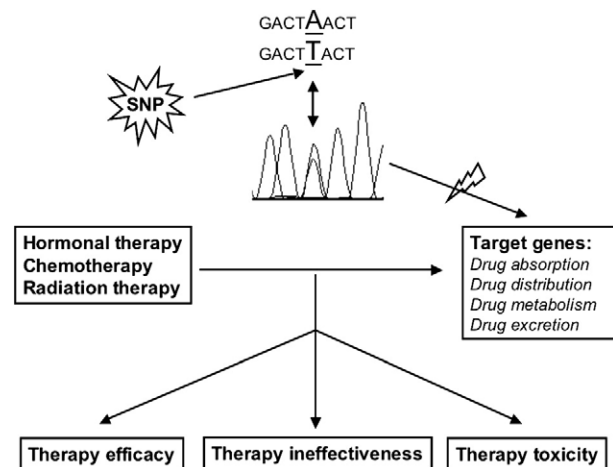 GACTAACT
GACTTACT
SNP
Hormonal therapy
Chemotherapy
Radiation therapy
Target genes:
Drug absorption
Drug distribution
Drug metabolism
Drug excretion
Therapy efficacy
Therapy ineffectiveness
Therapy toxicity